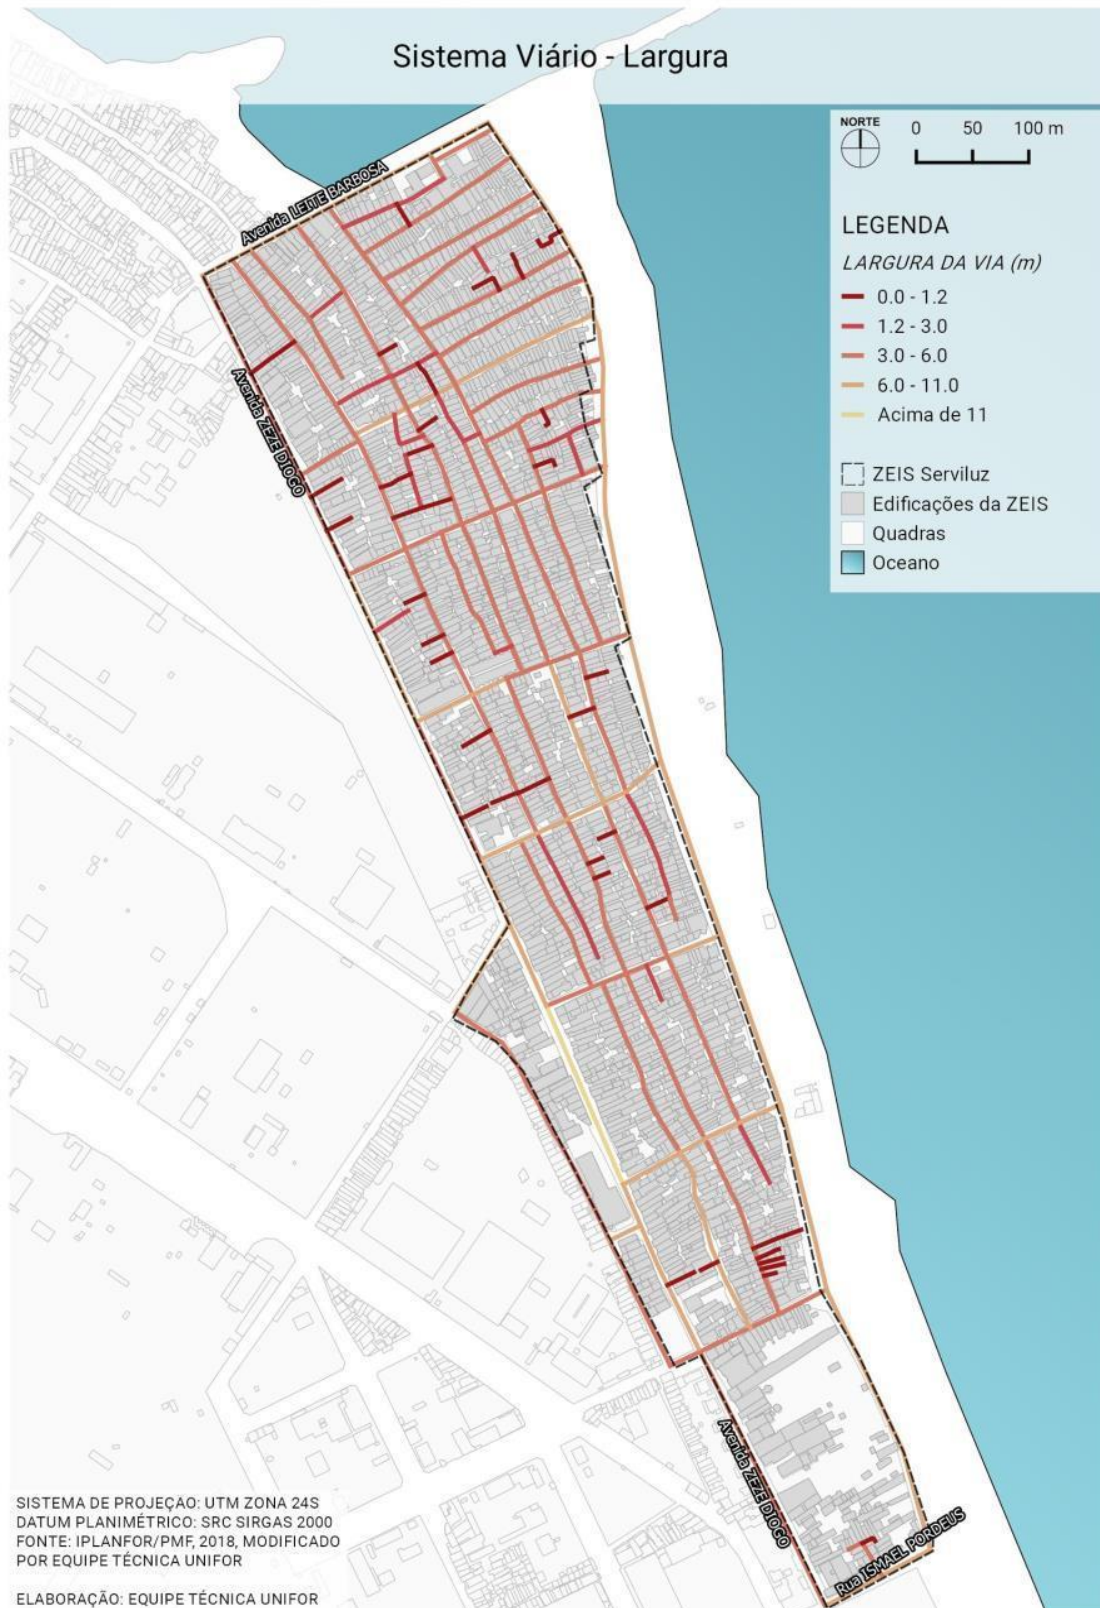 Sistema Viário - Largura
NORTE
0 50 100 m
LEGENDA
LARGURA DA VIA (m)
0.0 - 1.2
1.2 - 3.0
3.0 - 6.0
6.0 - 11.0
Acima de 11
ZEIS Serviluz
Edificações da ZEIS
Quadras
Oceano
Avenida LEITE BARBOSA
Avenida ZEZE DIOGO
Avenida ZEZE DIOGO
Rua ISMAEL PORDEUS
SISTEMA DE PROJEÇAO: UTM ZONA 24S
DATUM PLANIMÉTRICO: SRC SIRGAS 2000
FONTE: IPLANFOR/PMF, 2018, MODIFICADO
POR EQUIPE TÉCNICA UNIFOR
ELABORAÇÃO: EQUIPE TÉCNICA UNIFOR